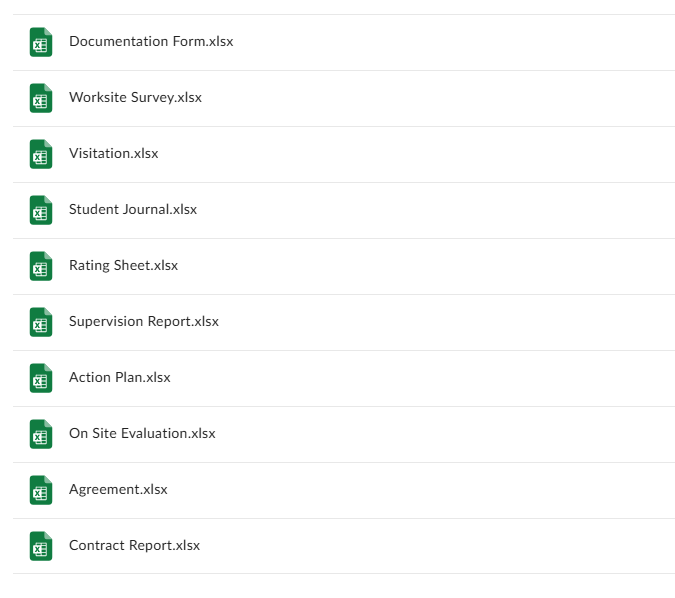 Documentation Form.xlsx
Worksite Survey.xlsx
Visitation.xlsx
Student Journal.xlsx
Rating Sheet.xlsx
Supervision Report.xlsx
Action Plan.xlsx
On Site Evaluation.xlsx
Agreement.xlsx
Contract Report.xlsx